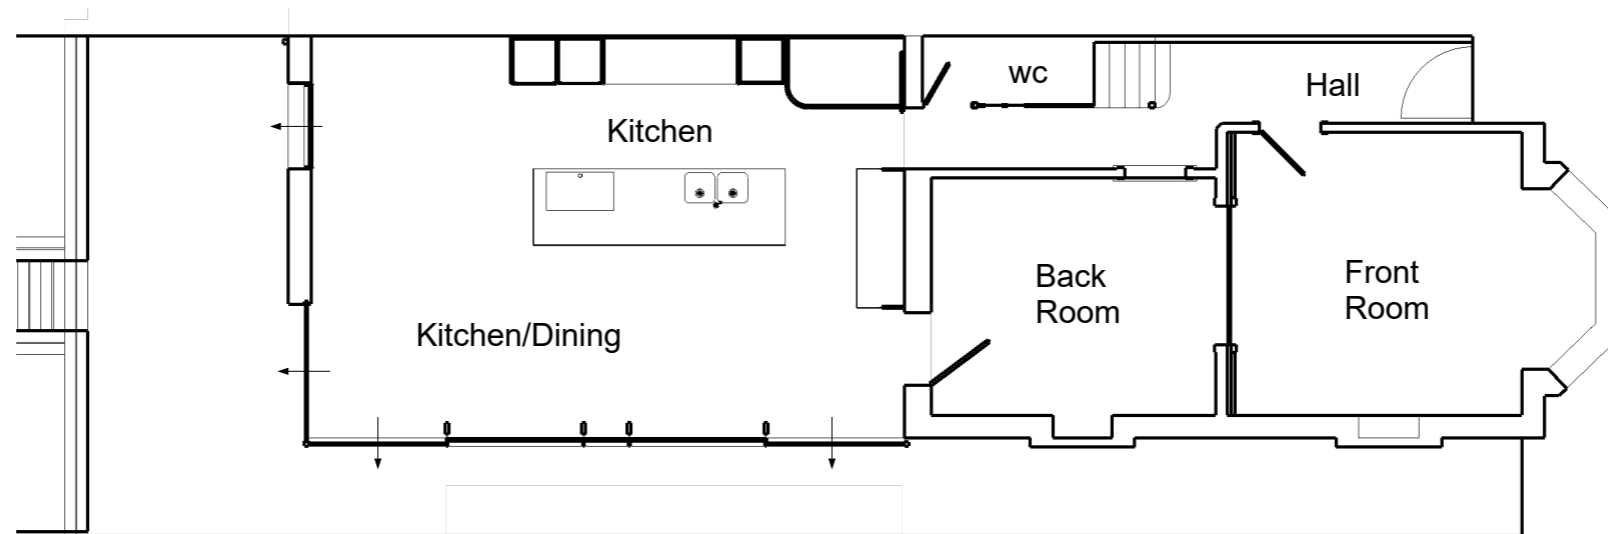 wc
Hall
Kitchen
Back
Room
Front
Room
Kitchen/Dining